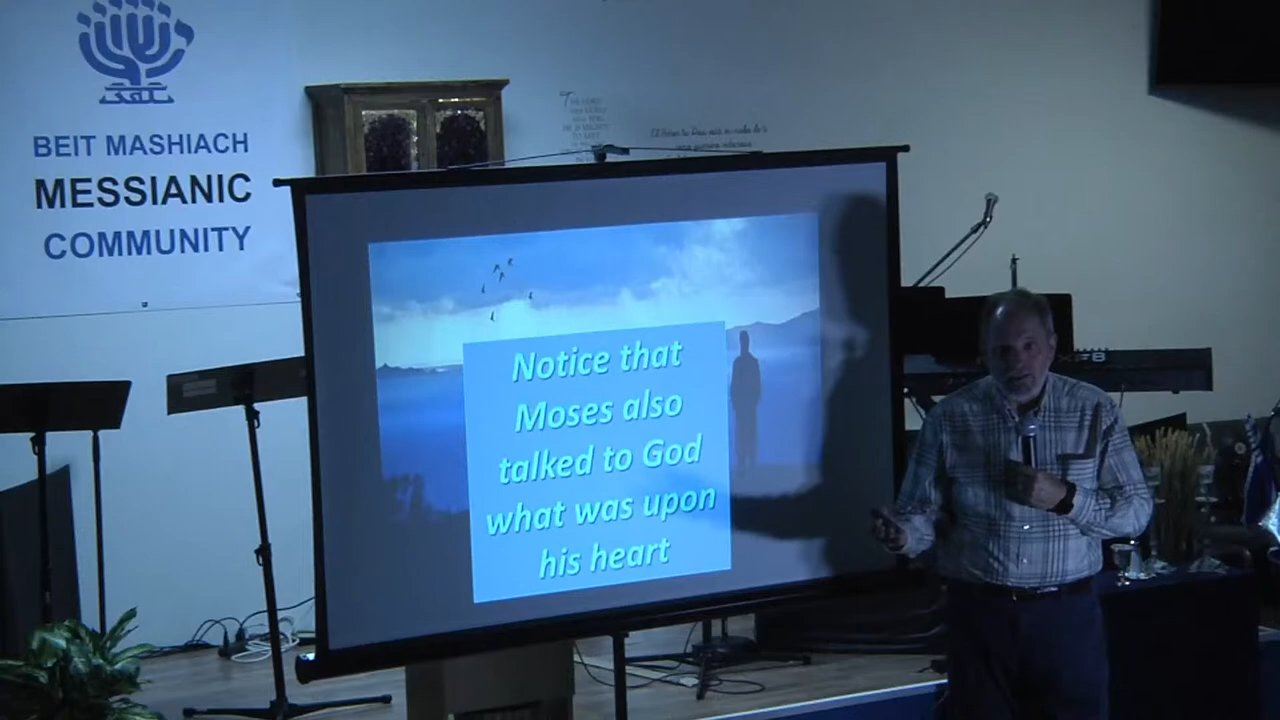 BEIT MASHIACH
MESSIANIC
COMMUNITY
Notice that
Moses also
talked to God
what was upon
his heart